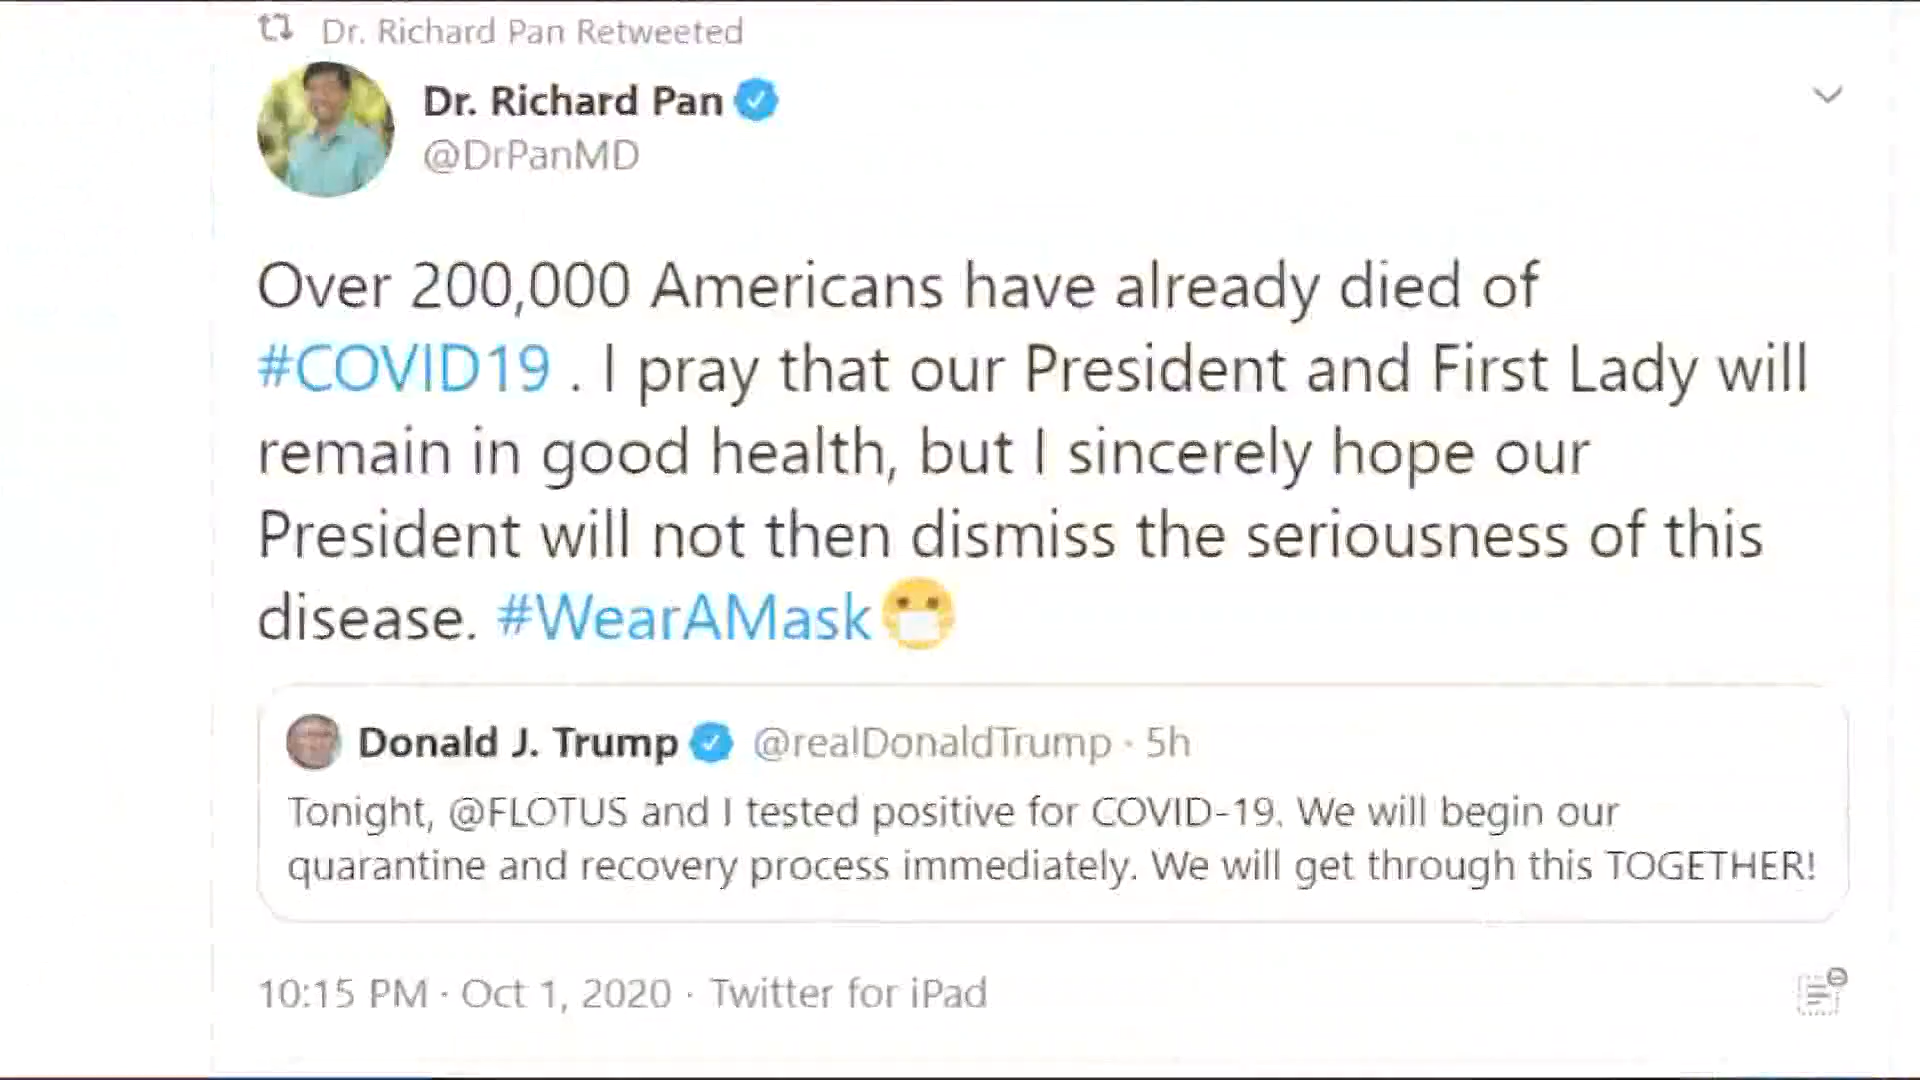 Dr. Richard Pan Retweeted
Dr. Richard Pan
@DrPanMD
Over 200,000 Americans have already died of
#COVID19 . I pray that our President and First Lady will
remain in good health, but I sincerely hope our
President will not then dismiss the seriousness of this
disease. #WearAMask😷
Donald J. Trump @realDonaldTrump · 5h
Tonight, @FLOTUS and I tested positive for COVID-19. We will begin our
quarantine and recovery process immediately. We will get through this TOGETHER!
10:15 PM · Oct 1, 2020 · Twitter for iPad